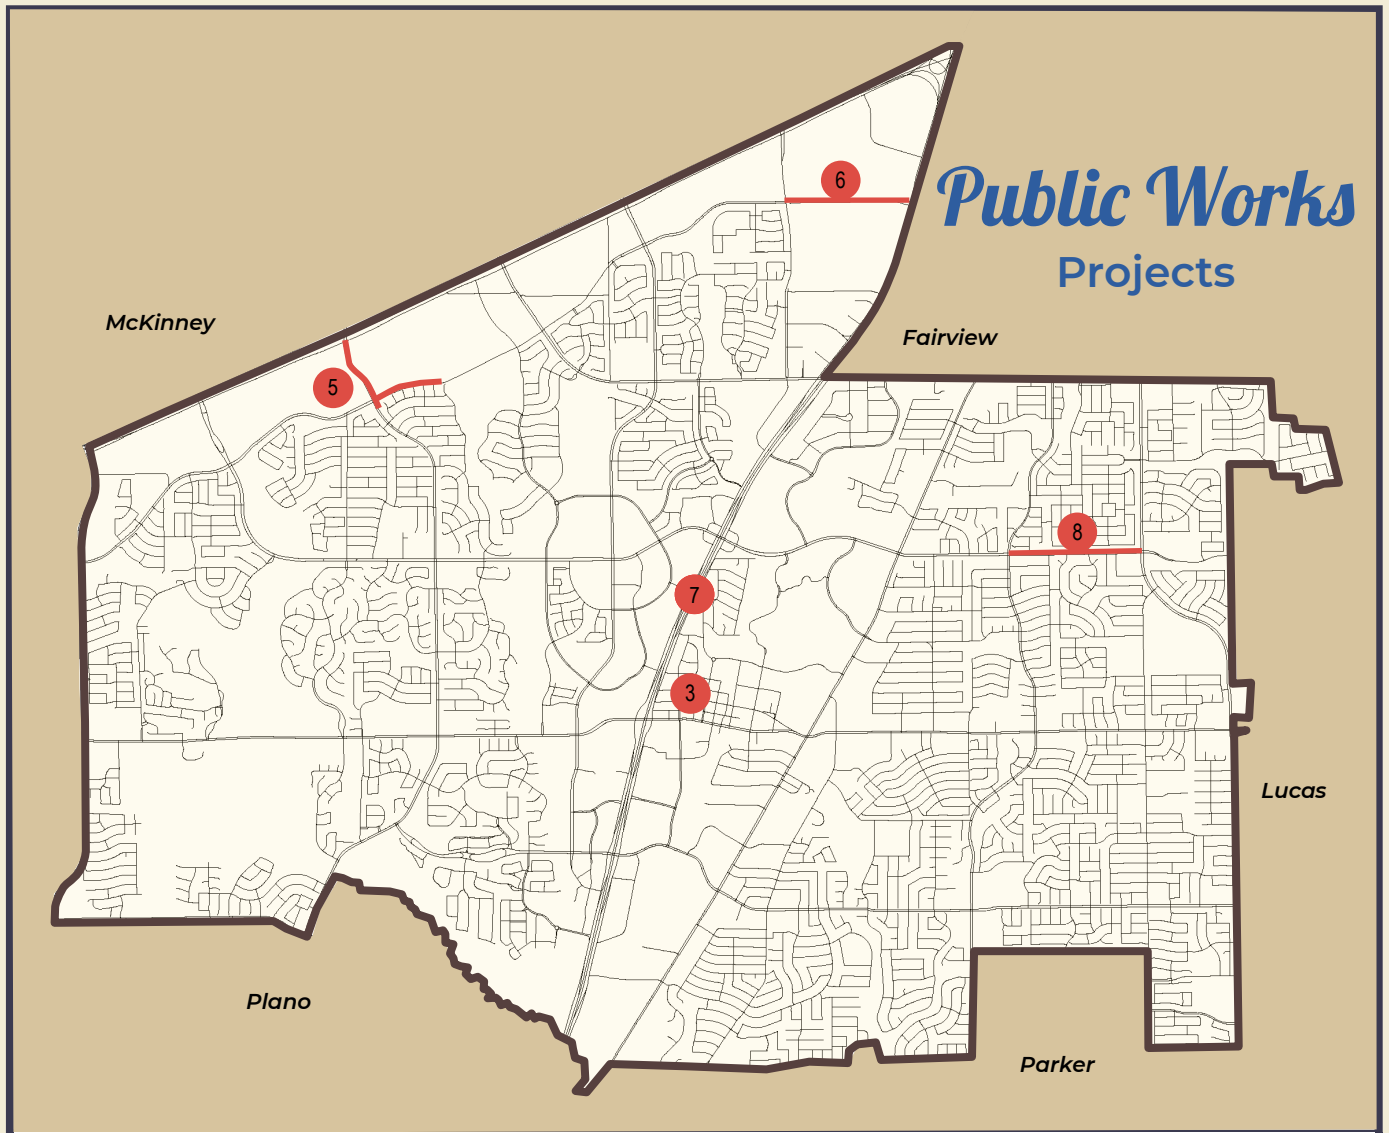 6
Public Works
Projects
McKinney
Fairview
5
8
7
3
Lucas
Plano
Parker